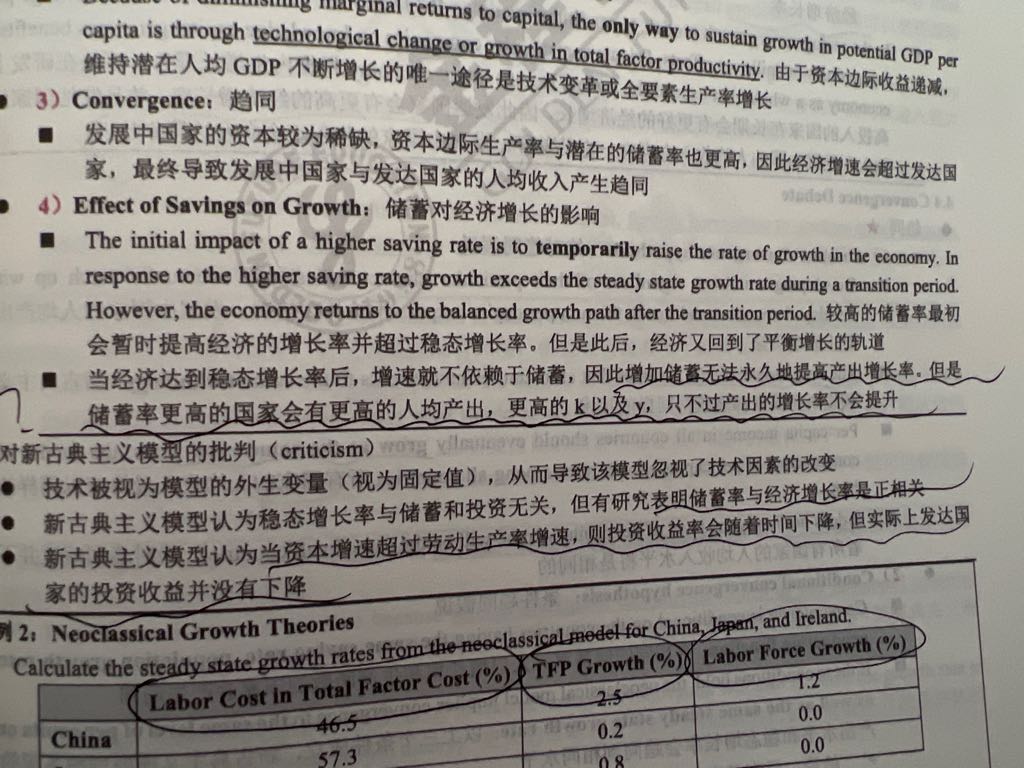 Because of diminishing marginal returns to capital, the only way to sustain growth in potential GDP per
capita is through technological change or growth in total factor productivity. 由于资本边际收益递减,
维持潜在人均 GDP 不断增长的唯一途径是技术变革或全要素生产率增长
3）Convergence：趋同
■ 发展中国家的资本较为稀缺，资本边际生产率与潜在的储蓄率也更高，因此经济增速会超过发达国
家，最终导致发展中国家与发达国家的人均收入产生趋同
4）Effect of Savings on Growth：储蓄对经济增长的影响
■ The initial impact of a higher saving rate is to temporarily raise the rate of growth in the economy. In
response to the higher saving rate, growth exceeds the steady state growth rate during a transition period.
However, the economy returns to the balanced growth path after the transition period. 较高的储蓄率最初
会暂时提高经济的增长率并超过稳态增长率。但是此后，经济又回到了平衡增长的轨道
■ 当经济达到稳态增长率后，增速就不依赖于储蓄，因此增加储蓄无法永久地提高产出增长率。但是
储蓄率更高的国家会有更高的人均产出，更高的 k 以及 y，只不过产出的增长率不会提升
对新古典主义模型的批判（criticism）
● 技术被视为模型的外生变量（视为固定值），从而导致该模型忽视了技术因素的改变
● 新古典主义模型认为稳态增长率与储蓄和投资无关，但有研究表明储蓄率与经济增长率是正相关
● 新古典主义模型认为当资本增速超过劳动生产率增速，则投资收益率会随着时间下降，但实际上发达国
家的投资收益并没有下降
例 2：Neoclassical Growth Theories
Calculate the steady state growth rates from the neoclassical model for China, Japan, and Ireland.
Labor Cost in Total Factor Cost (%) TFP Growth (%) Labor Force Growth (%)
China 46.5 2.5 1.2
57.3 0.2 0.0
0.8 0.0